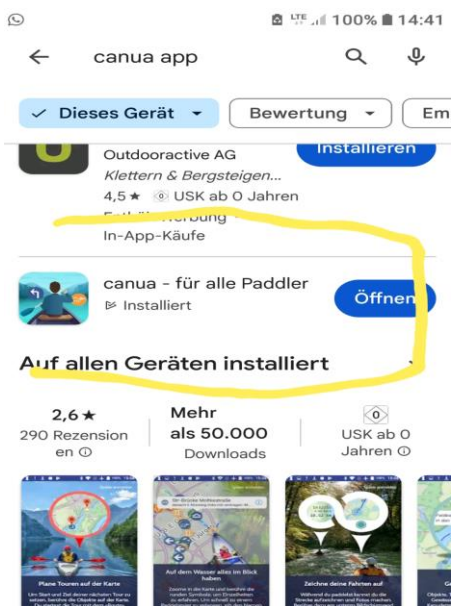 LTE 100% 14:41
canua app
Dieses Gerät
Bewertung
Em
Outdooractive AG
Installieren
Klettern & Bergsteigen...
4,5★ 0 USK ab 0 Jahren
In-App-Käufe
canua - für alle Paddler
Installiert
Öffnen
Auf allen Geräten installiert
2,6★
290 Rezension
en
Mehr
als 50.000
Downloads
0
USK ab 0
Jahren
Plane Touren auf der Karte
Auf dem Wasser alles im Blick
haben
Zeichne deine Fahrten auf